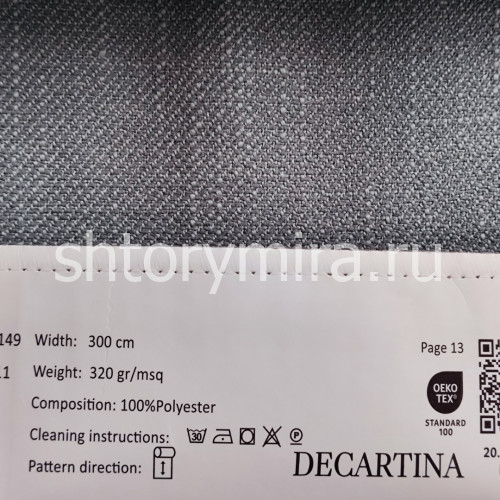 shtorymira.ru
149 Width: 300 cm
Page 13
11 Weight: 320 gr/msq
OEKO
TEX®
Composition: 100%Polyester
STANDARD
100
Cleaning instructions: 30 P
20.
Pattern direction:
DECARTINA